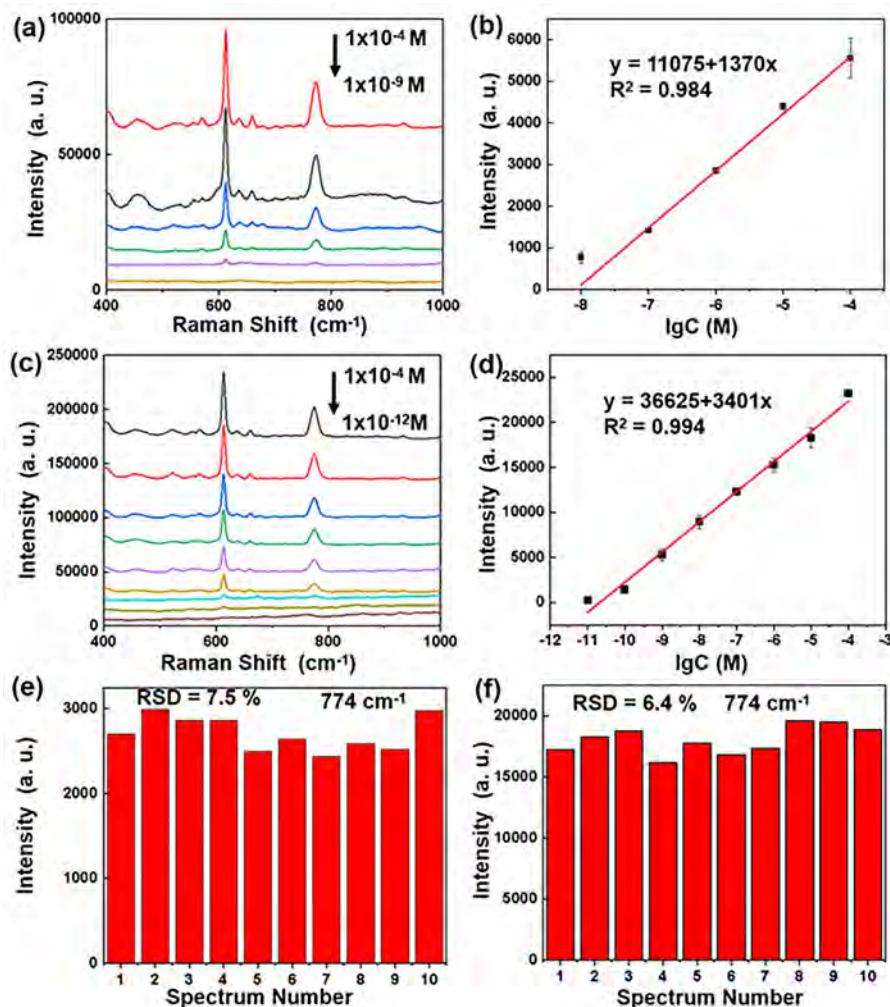 (a)
1x10-4 M
1x10-9 M
100000
50000
0
400
600
800
1000
Intensity (a. u.)
Raman Shift (cm-1)
(b)
y = 11075+1370x
R2 = 0.984
6000
5000
4000
3000
2000
1000
0
-8
-7
-6
-5
-4
Intensity (a. u.)
lgC (M)
(c)
1x10-4 M
1x10-12M
250000
200000
150000
100000
50000
0
400
600
800
1000
Intensity (a. u.)
Raman Shift (cm-1)
(d)
y = 36625+3401x
R2 = 0.994
25000
20000
15000
10000
5000
0
-12
-11
-10
-9
-8
-7
-6
-5
-4
-3
Intensity (a. u.)
lgC (M)
(e)
RSD = 7.5 % 774 cm-1
3000
2000
1000
0
1 2 3 4 5 6 7 8 9 10
Intensity (a. u.)
Spectrum Number
(f)
RSD = 6.4 % 774 cm-1
20000
15000
10000
5000
0
1 2 3 4 5 6 7 8 9 10
Intensity (a. u.)
Spectrum Number